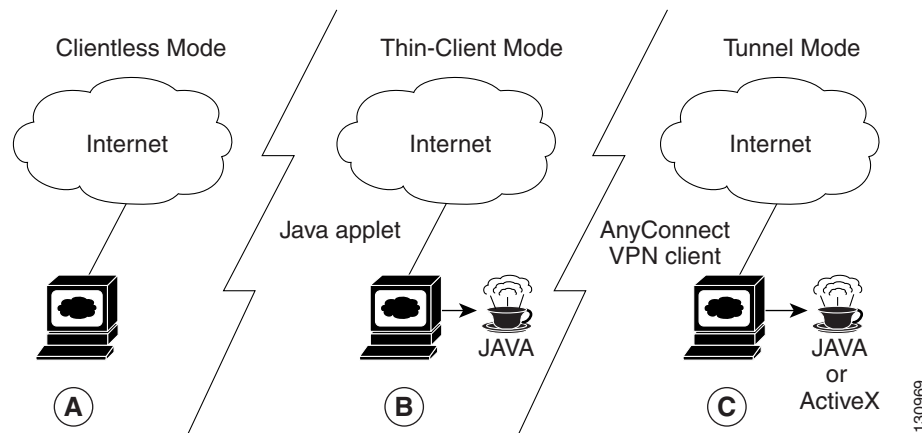 Clientless Mode
Internet
A
Thin-Client Mode
Internet
Java applet
JAVA
B
Tunnel Mode
Internet
AnyConnect
VPN client
JAVA
or
ActiveX
C
130969